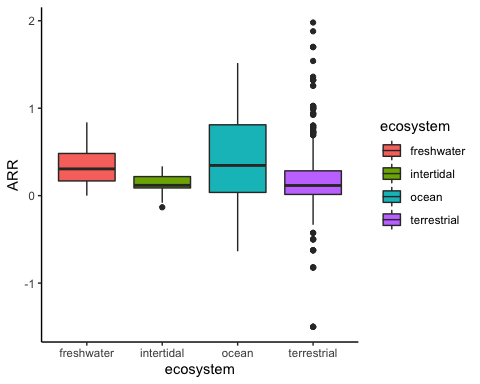 2
1
0
-1
ARR
freshwater intertidal ocean terrestrial
ecosystem
ecosystem
freshwater
intertidal
ocean
terrestrial